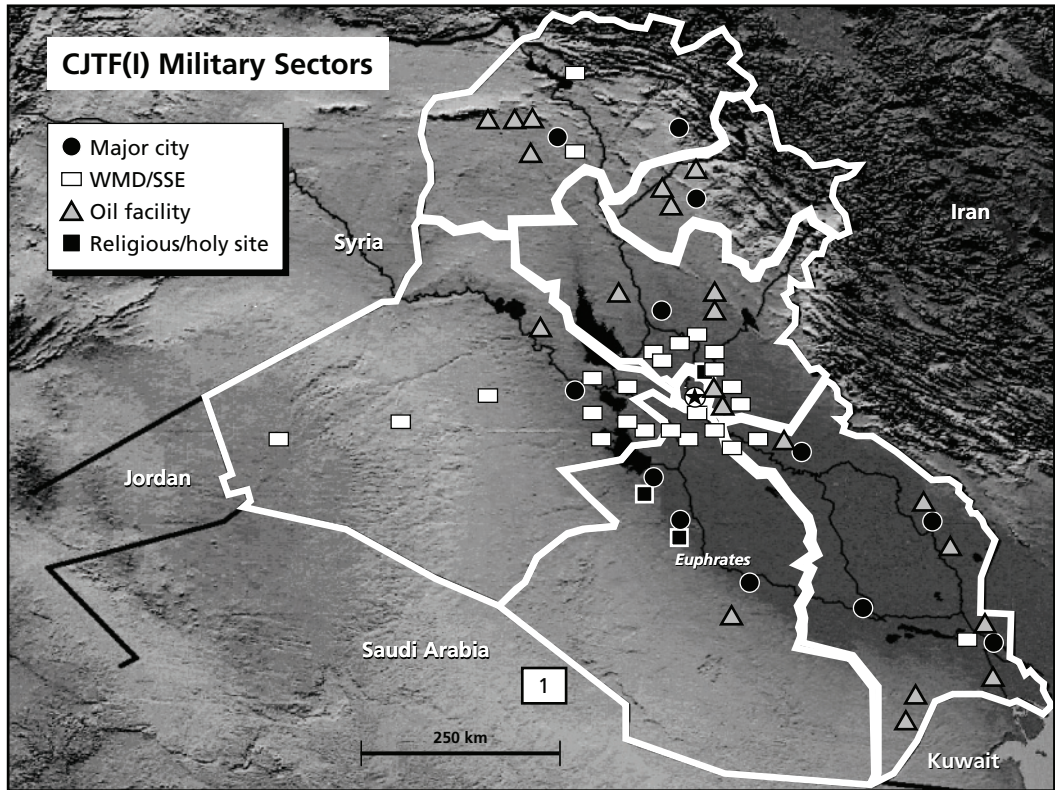 CJTF(I) Military Sectors
Major city
WMD/SSE
Oil facility
Religious/holy site
Syria
Iran
Jordan
Euphrates
Saudi Arabia
1
250 km
Kuwait